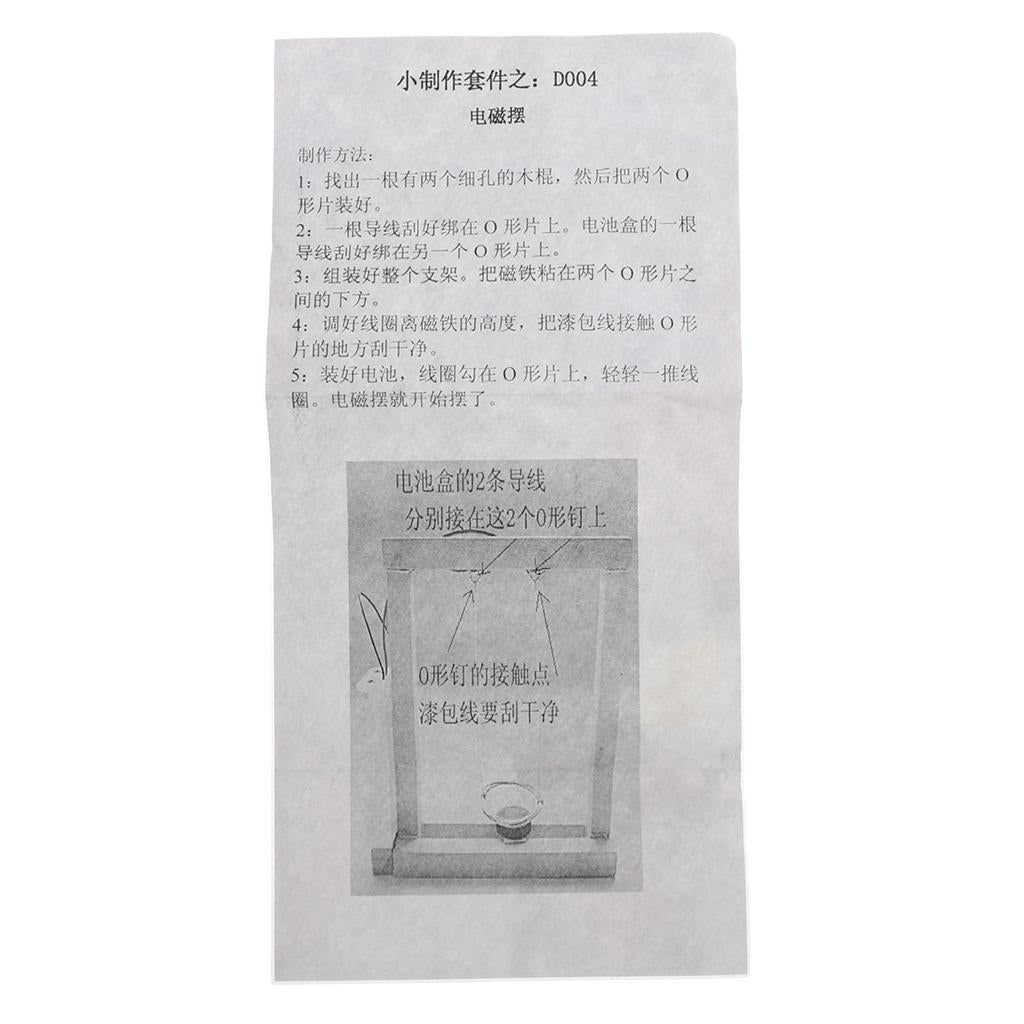 小制作套件之：D004
电磁摆
制作方法：
1：找出一根有两个细孔的木棍，然后把两个 O
形片装好。
2：一根导线刮好绑在 O 形片上。电池盒的一根
导线刮好绑在另一个 O 形片上。
3：组装好整个支架。把磁铁粘在两个 O 形片之
间的下方。
4：调好线圈离磁铁的高度，把漆包线接触 O 形
片的地方刮干净。
5：装好电池，线圈勾在 O 形片上，轻轻一推线
圈。电磁摆就开始摆了。
电池盒的2条导线
分别接在这2个O形钉上
O形钉的接触点
漆包线要刮干净